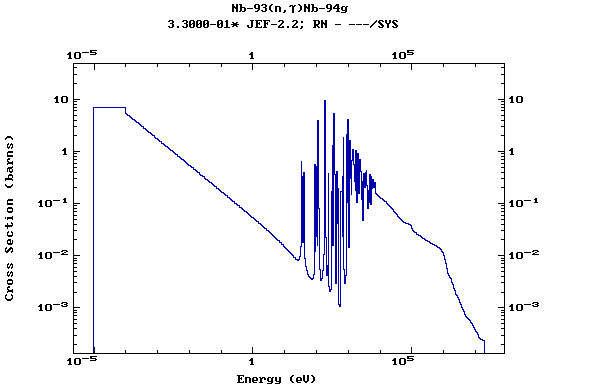 Nb-93(n,γ)Nb-94g
3.3000-01* JEF-2.2; RN - ---/SYS
10⁻⁵ 1 10⁵
10 10
1 1
10⁻¹ 10⁻¹
10⁻² 10⁻²
10⁻³ 10⁻³
Cross Section (barns)
10⁻⁵ 1 10⁵
Energy (eV)